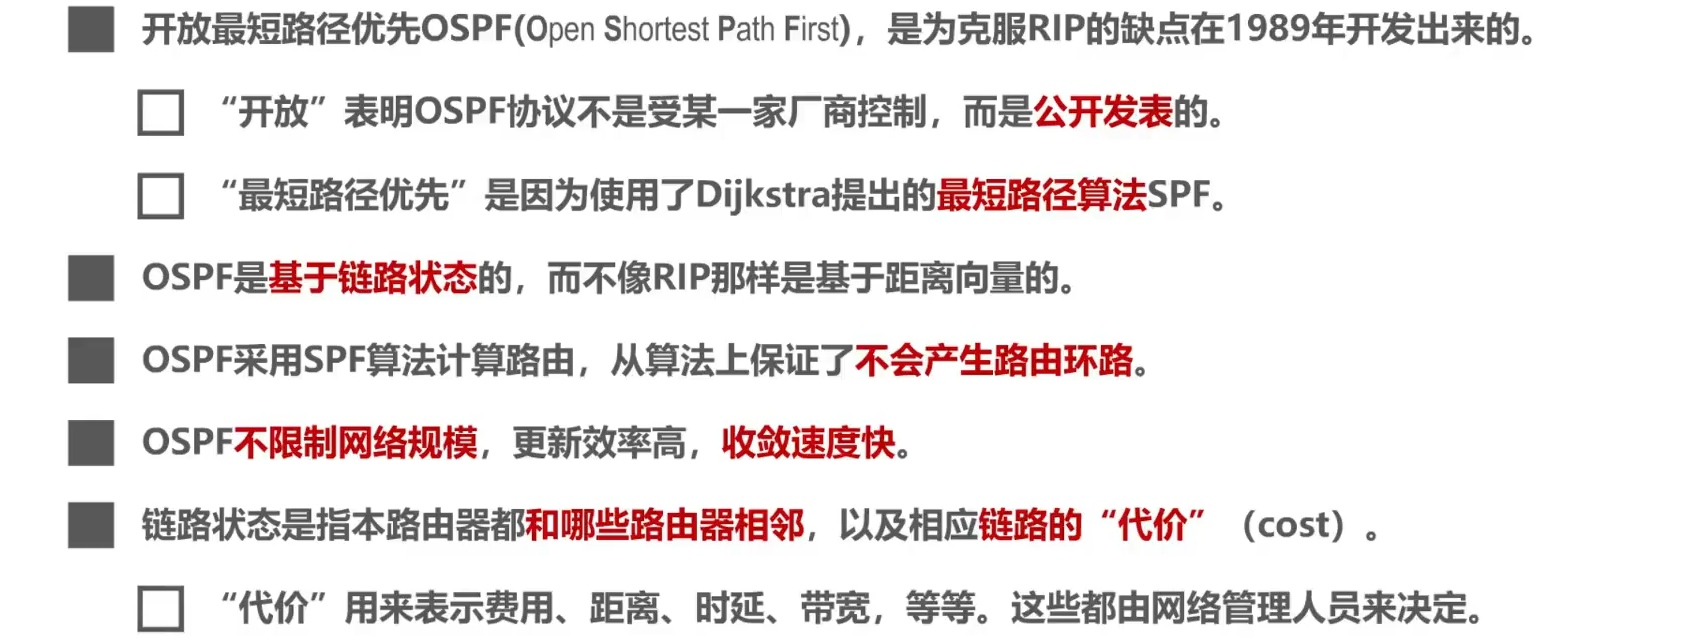 开放最短路径优先OSPF(Open Shortest Path First)，是为克服RIP的缺点在1989年开发出来的。
“开放”表明OSPF协议不是受某一家厂商控制，而是公开发表的。
“最短路径优先”是因为使用了Dijkstra提出的最短路径算法SPF。
OSPF是基于链路状态的，而不像RIP那样是基于距离向量的。
OSPF采用SPF算法计算路由，从算法上保证了不会产生路由环路。
OSPF不限制网络规模，更新效率高，收敛速度快。
链路状态是指本路由器都和哪些路由器相邻，以及相应链路的“代价”（cost）。
“代价”用来表示费用、距离、时延、带宽，等等。这些都由网络管理人员来决定。